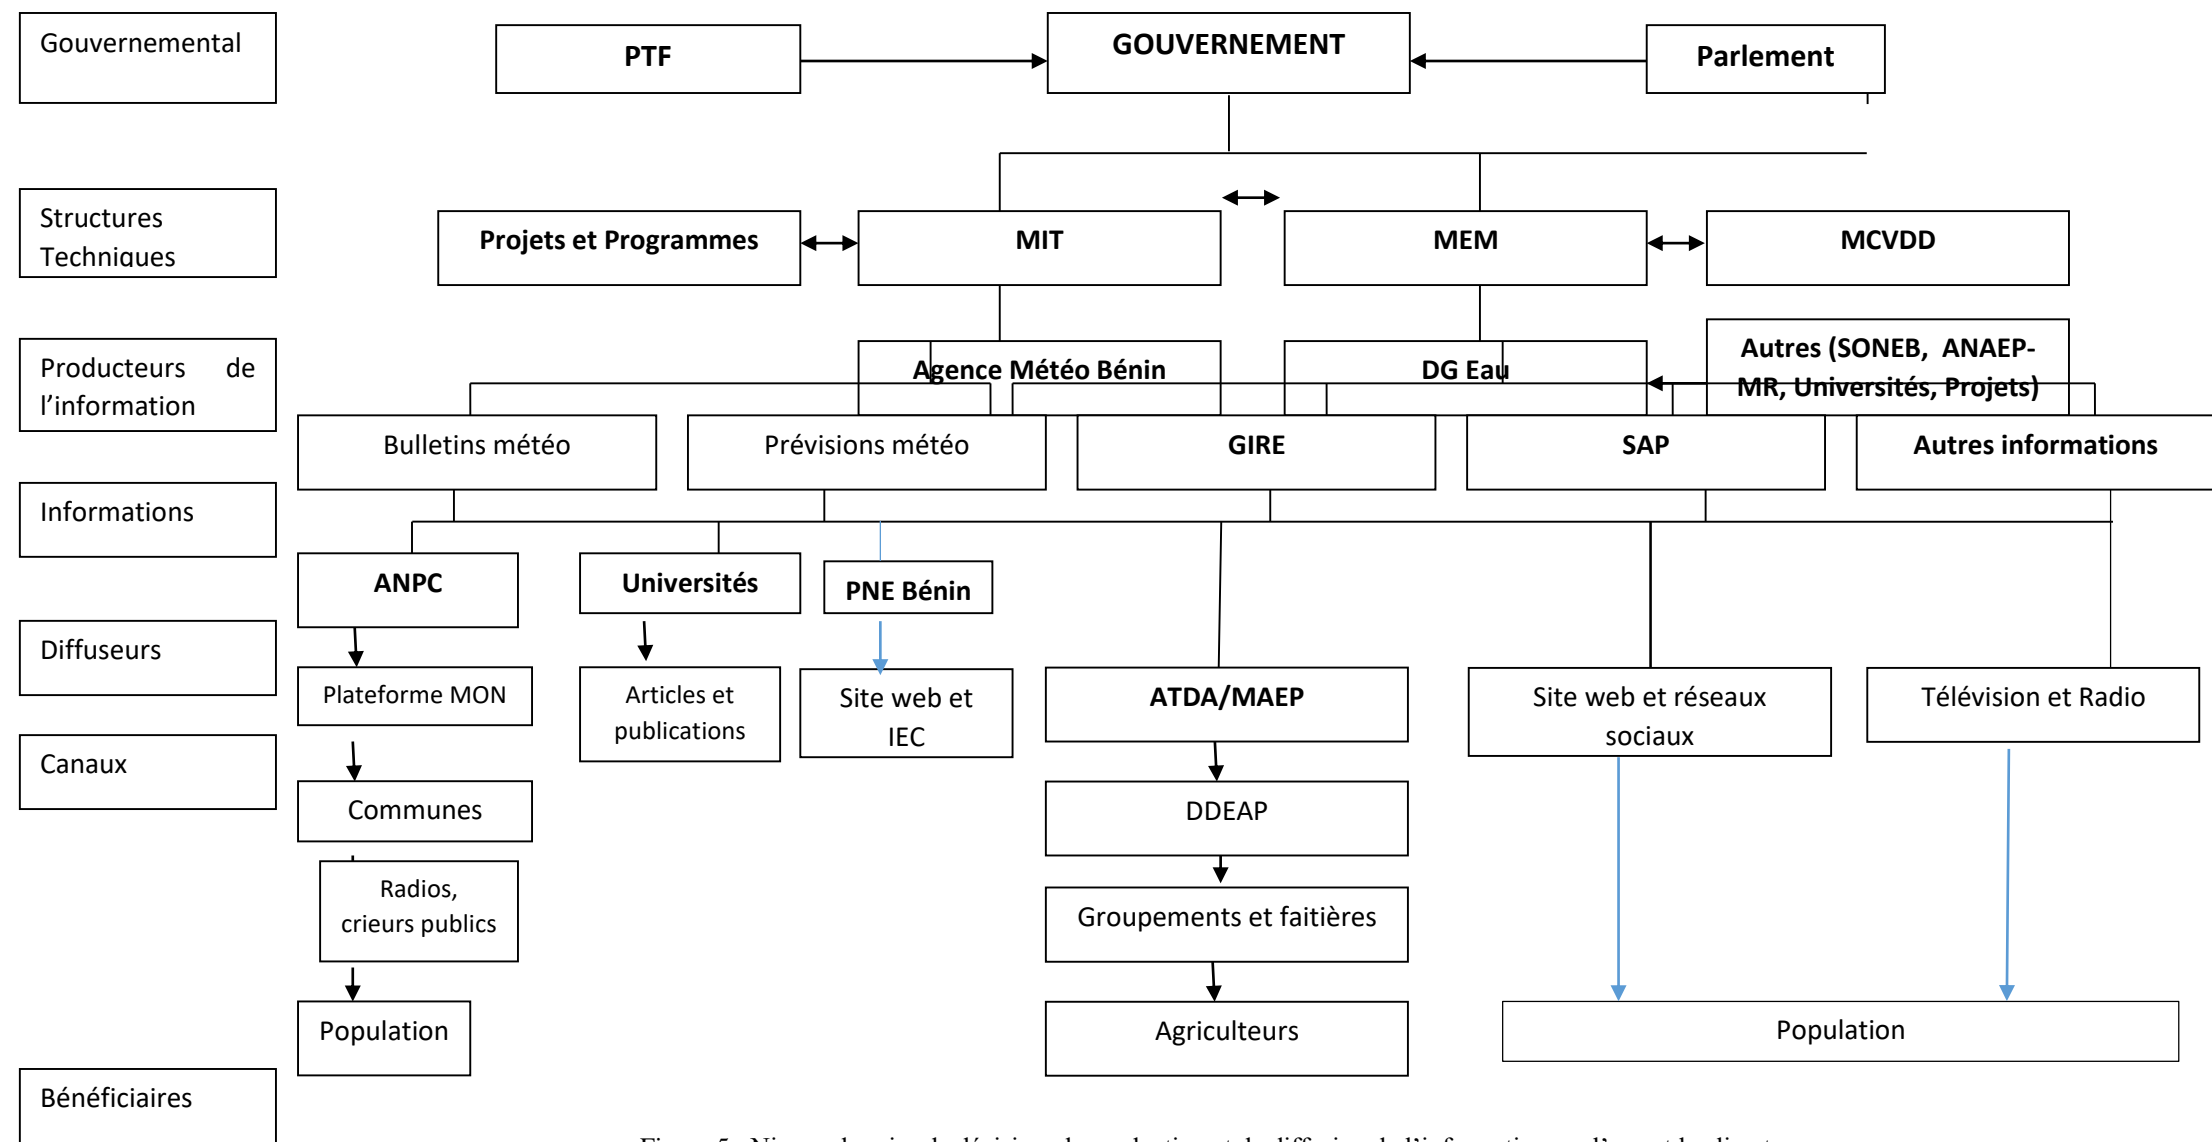 Gouvernemental
PTF
GOUVERNEMENT
Parlement
Structures
Techniques
Projets et Programmes
MIT
MEM
MCVDD
Producteurs de
l’information
Agence Météo Bénin
DG Eau
Autres (SONEB, ANAEP-
MR, Universités, Projets)
Bulletins météo
Prévisions météo
GIRE
SAP
Autres informations
Informations
ANPC
Universités
PNE Bénin
Diffuseurs
Plateforme MON
Articles et
publications
Site web et
IEC
ATDA/MAEP
Site web et réseaux
sociaux
Télévision et Radio
Canaux
Communes
DDEAP
Radios,
crieurs publics
Groupements et faitières
Population
Agriculteurs
Population
Bénéficiaires